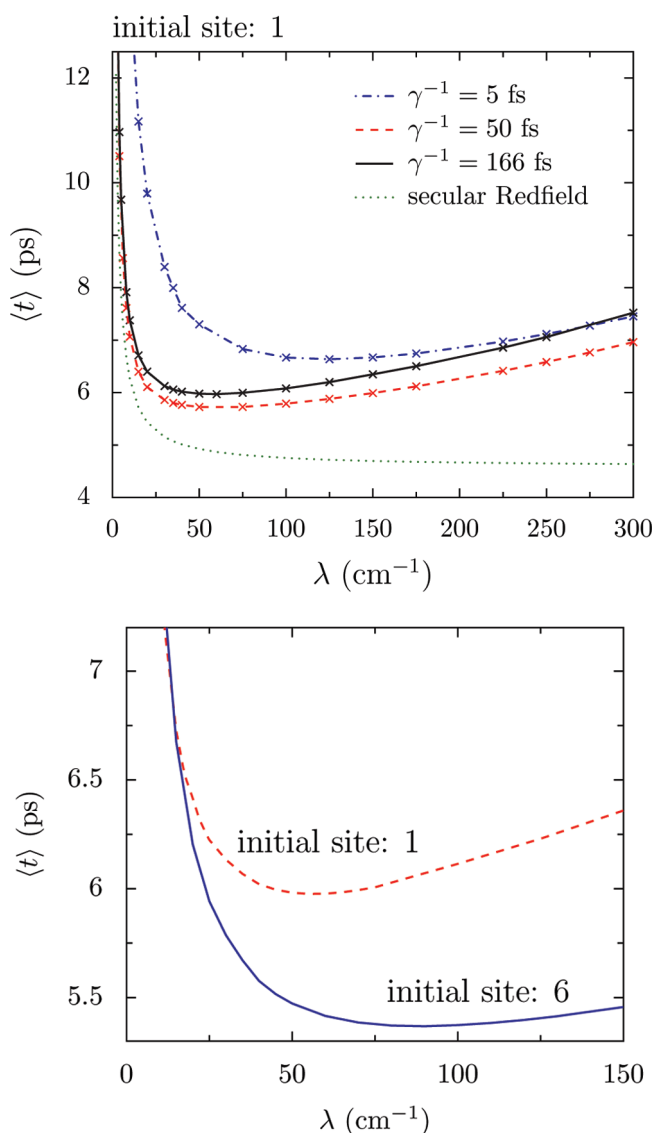 initial site: 1
12
10
8
6
4
⟨t⟩ (ps)
γ⁻¹ = 5 fs
γ⁻¹ = 50 fs
γ⁻¹ = 166 fs
secular Redfield
0 50 100 150 200 250 300
λ (cm⁻¹)
7
6.5
6
5.5
⟨t⟩ (ps)
initial site: 1
initial site: 6
0 50 100 150
λ (cm⁻¹)